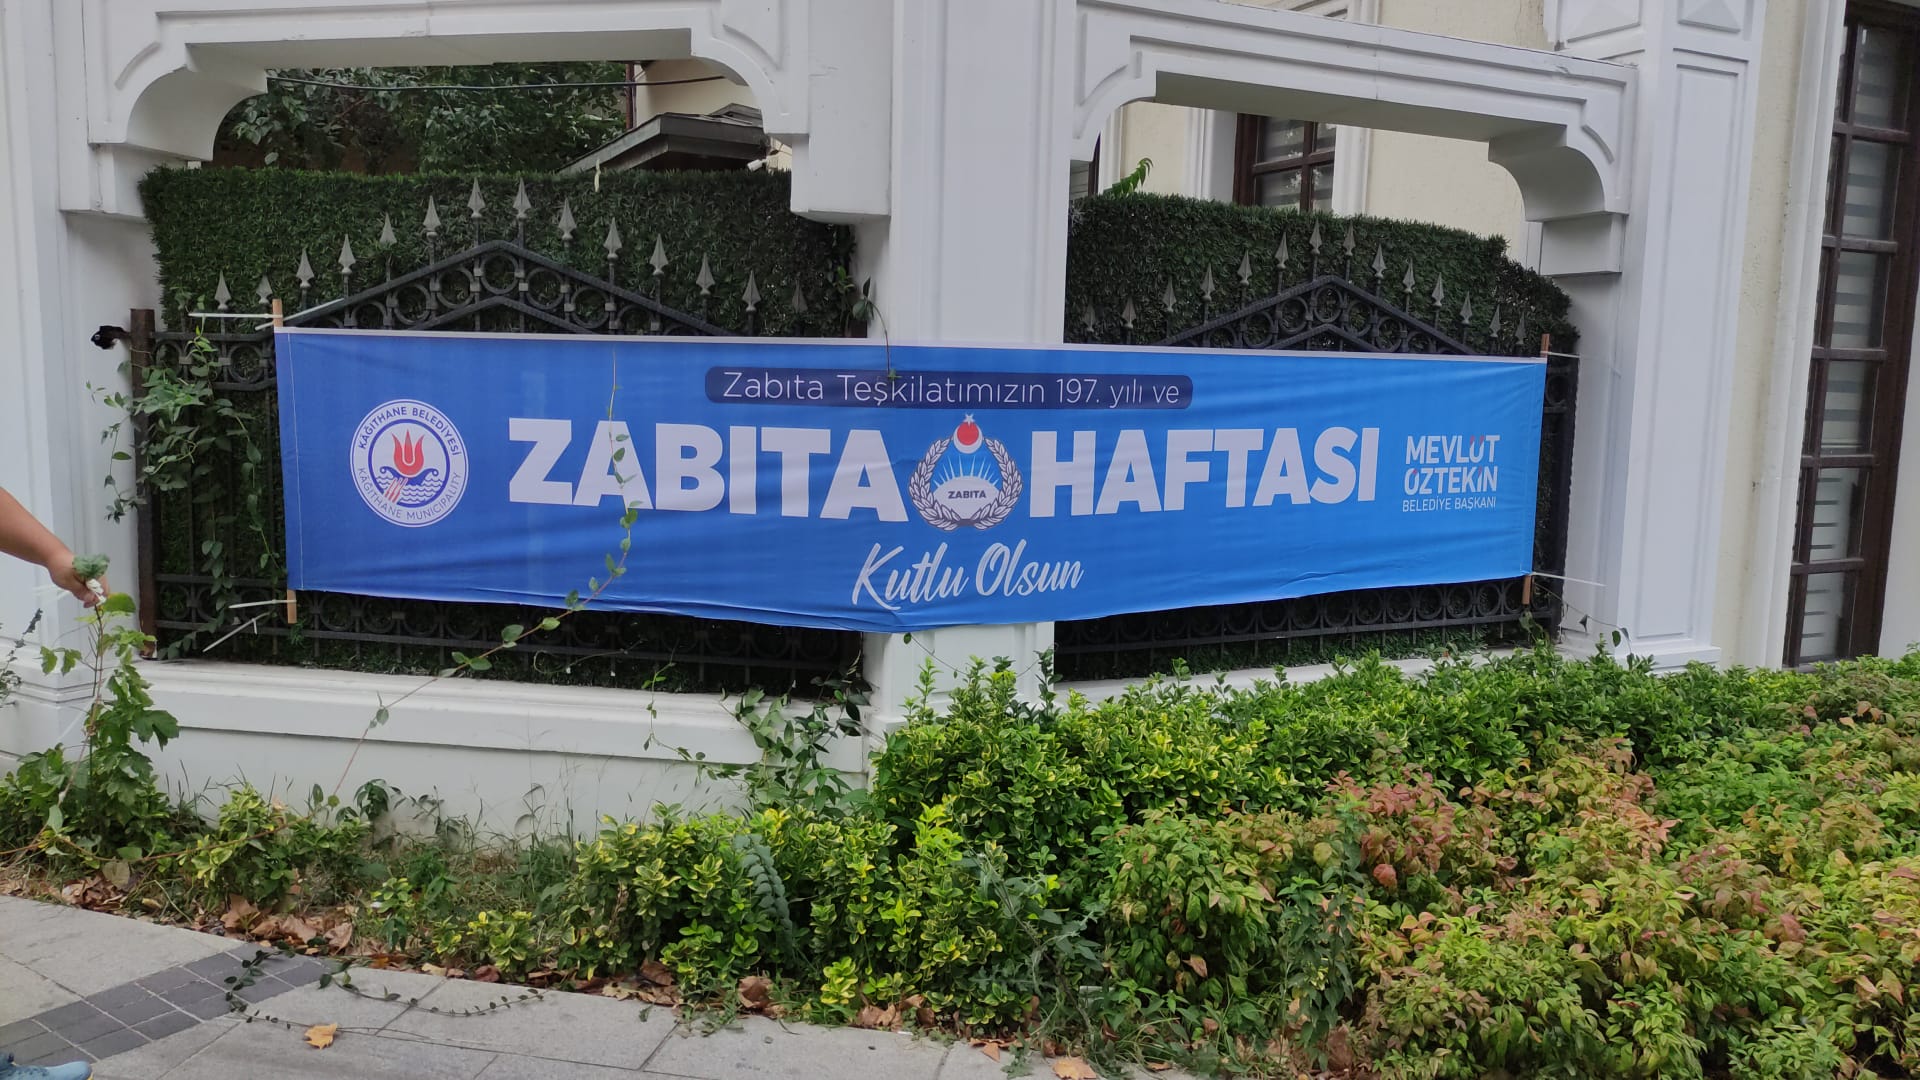 Zabıta Teşkilatımızın 197. yılı ve
KAĞITHANE BELEDİYESİ
KAĞITHANE MUNICIPALITY
ZABITA HAFTASI
ZABITA
MEVLÜT
ÖZTEKİN
BELEDİYE BAŞKANI
Kutlu Olsun